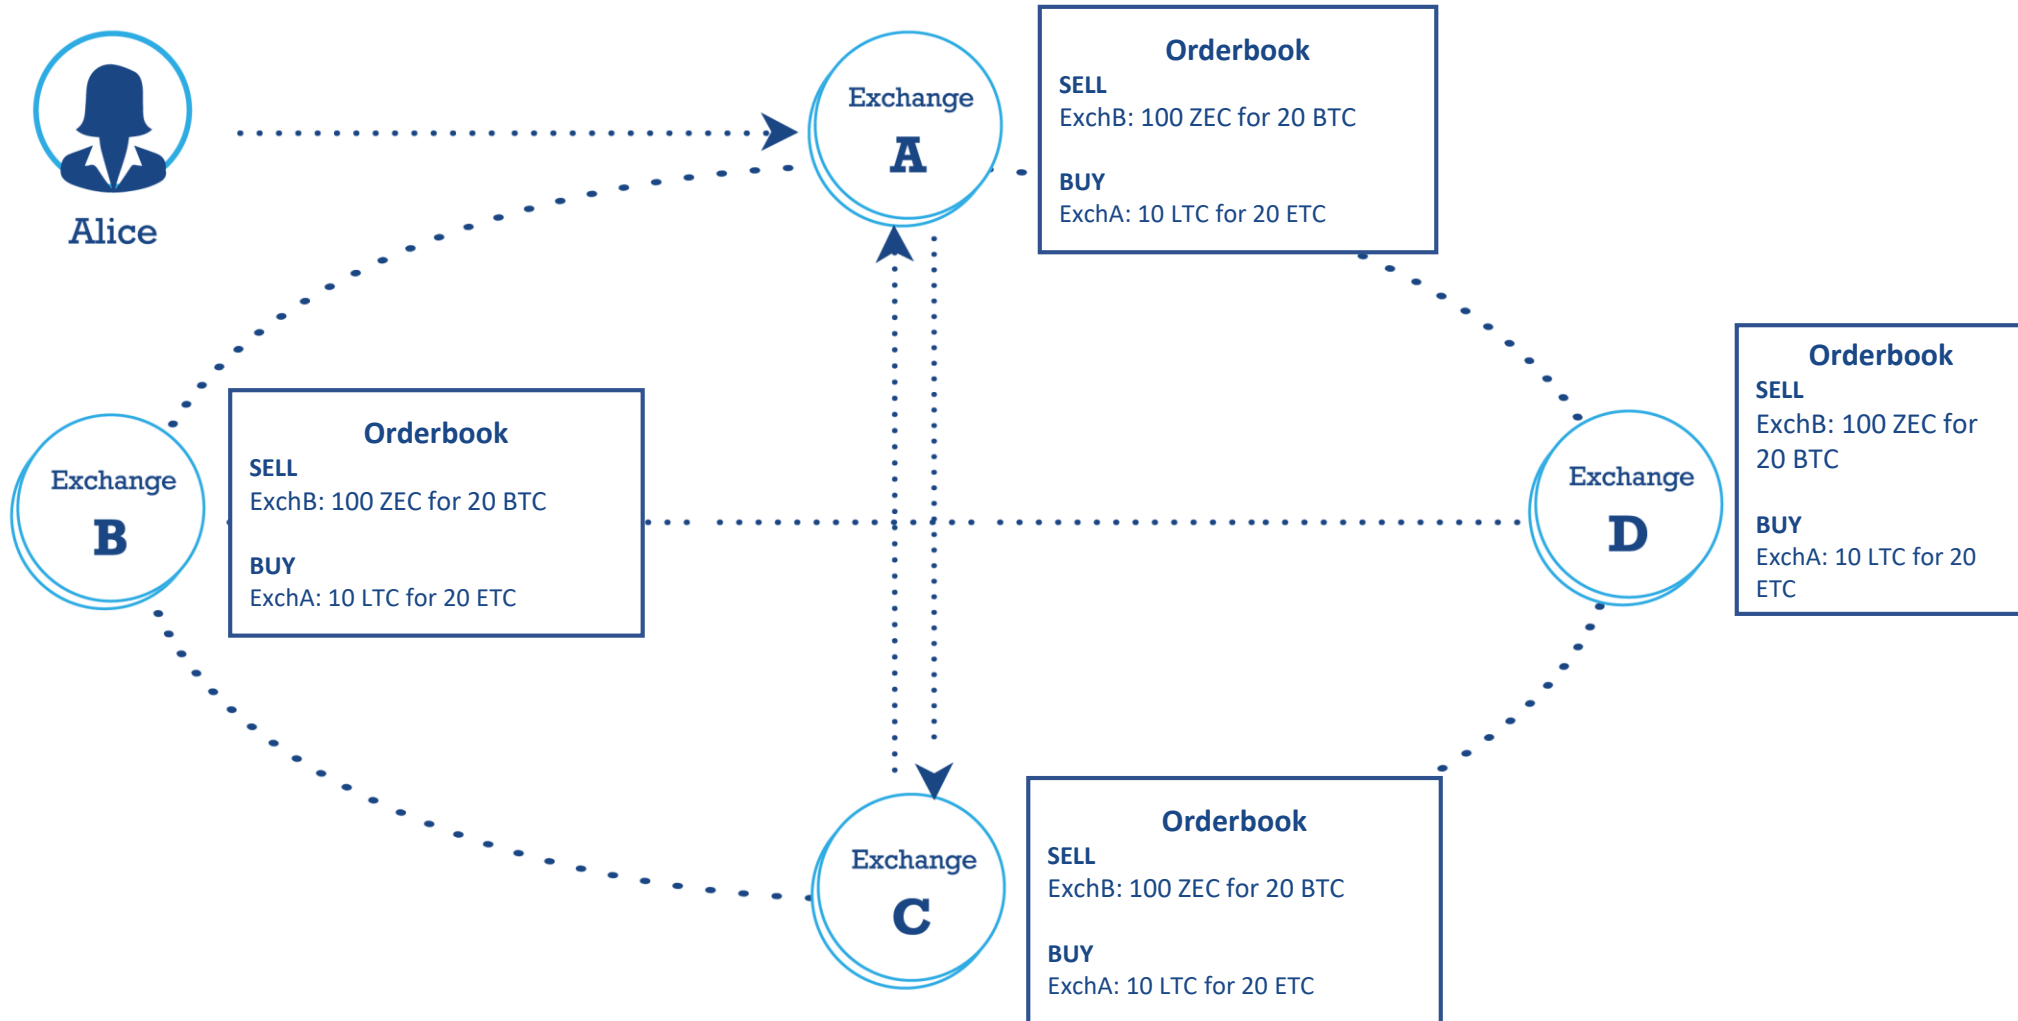 Alice
Exchange
A
Orderbook
SELL
ExchB: 100 ZEC for 20 BTC
BUY
ExchA: 10 LTC for 20 ETC
Exchange
B
Orderbook
SELL
ExchB: 100 ZEC for 20 BTC
BUY
ExchA: 10 LTC for 20 ETC
Exchange
D
Orderbook
SELL
ExchB: 100 ZEC for
20 BTC
BUY
ExchA: 10 LTC for 20
ETC
Exchange
C
Orderbook
SELL
ExchB: 100 ZEC for 20 BTC
BUY
ExchA: 10 LTC for 20 ETC